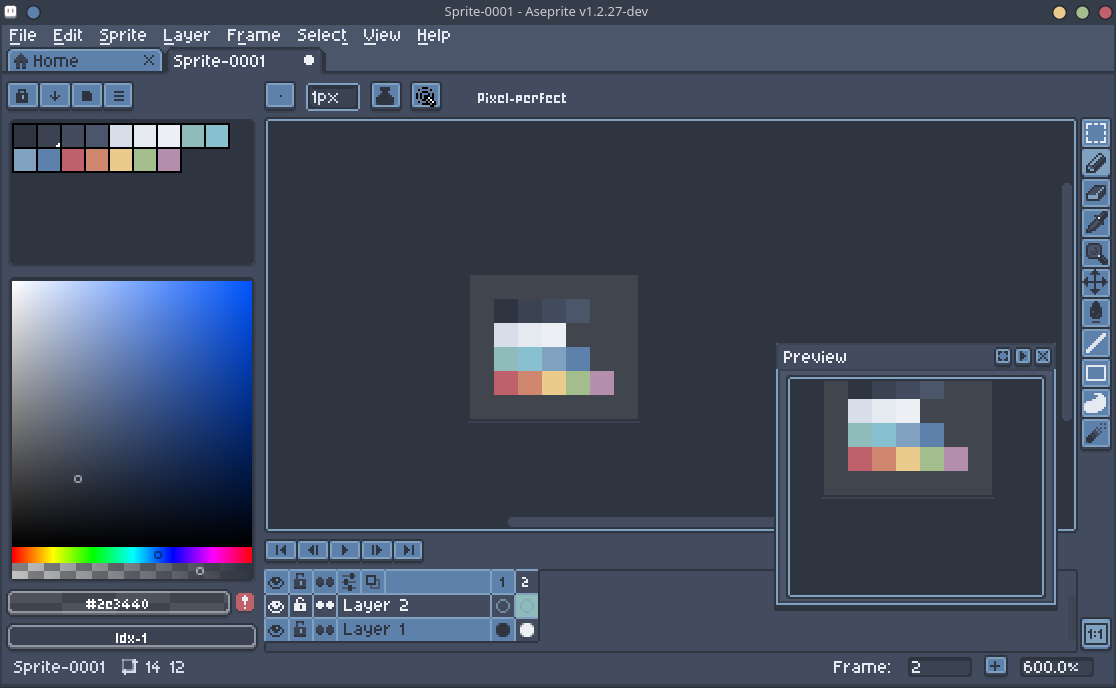 Sprite-0001 - Aseprite v1.2.27-dev
File Edit Sprite Layer Frame Select View Help
Home Sprite-0001
1px Pixel-perfect
Preview
1 2
Layer 2
Layer 1
#2e3440
Idx-1
1:1
Sprite-0001 14 12 Frame: 2 + 600.0%